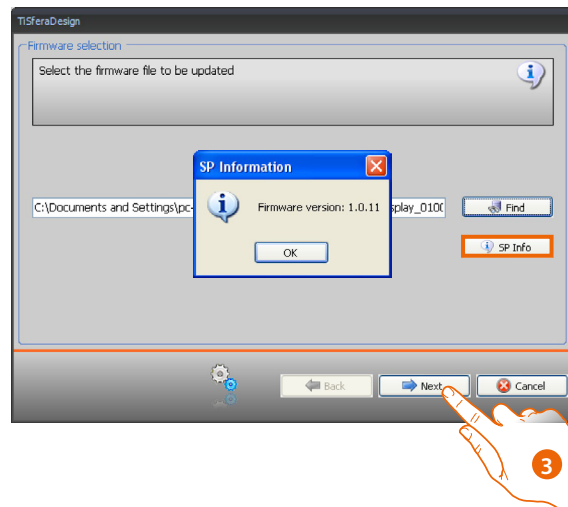 TiSferaDesign
Firmware selection
Select the firmware file to be updated
SP Information
Firmware version: 1.0.11
OK
C:\Documents and Settings\pc- splay_0100
Find
SP Info
Back
Next
Cancel
3